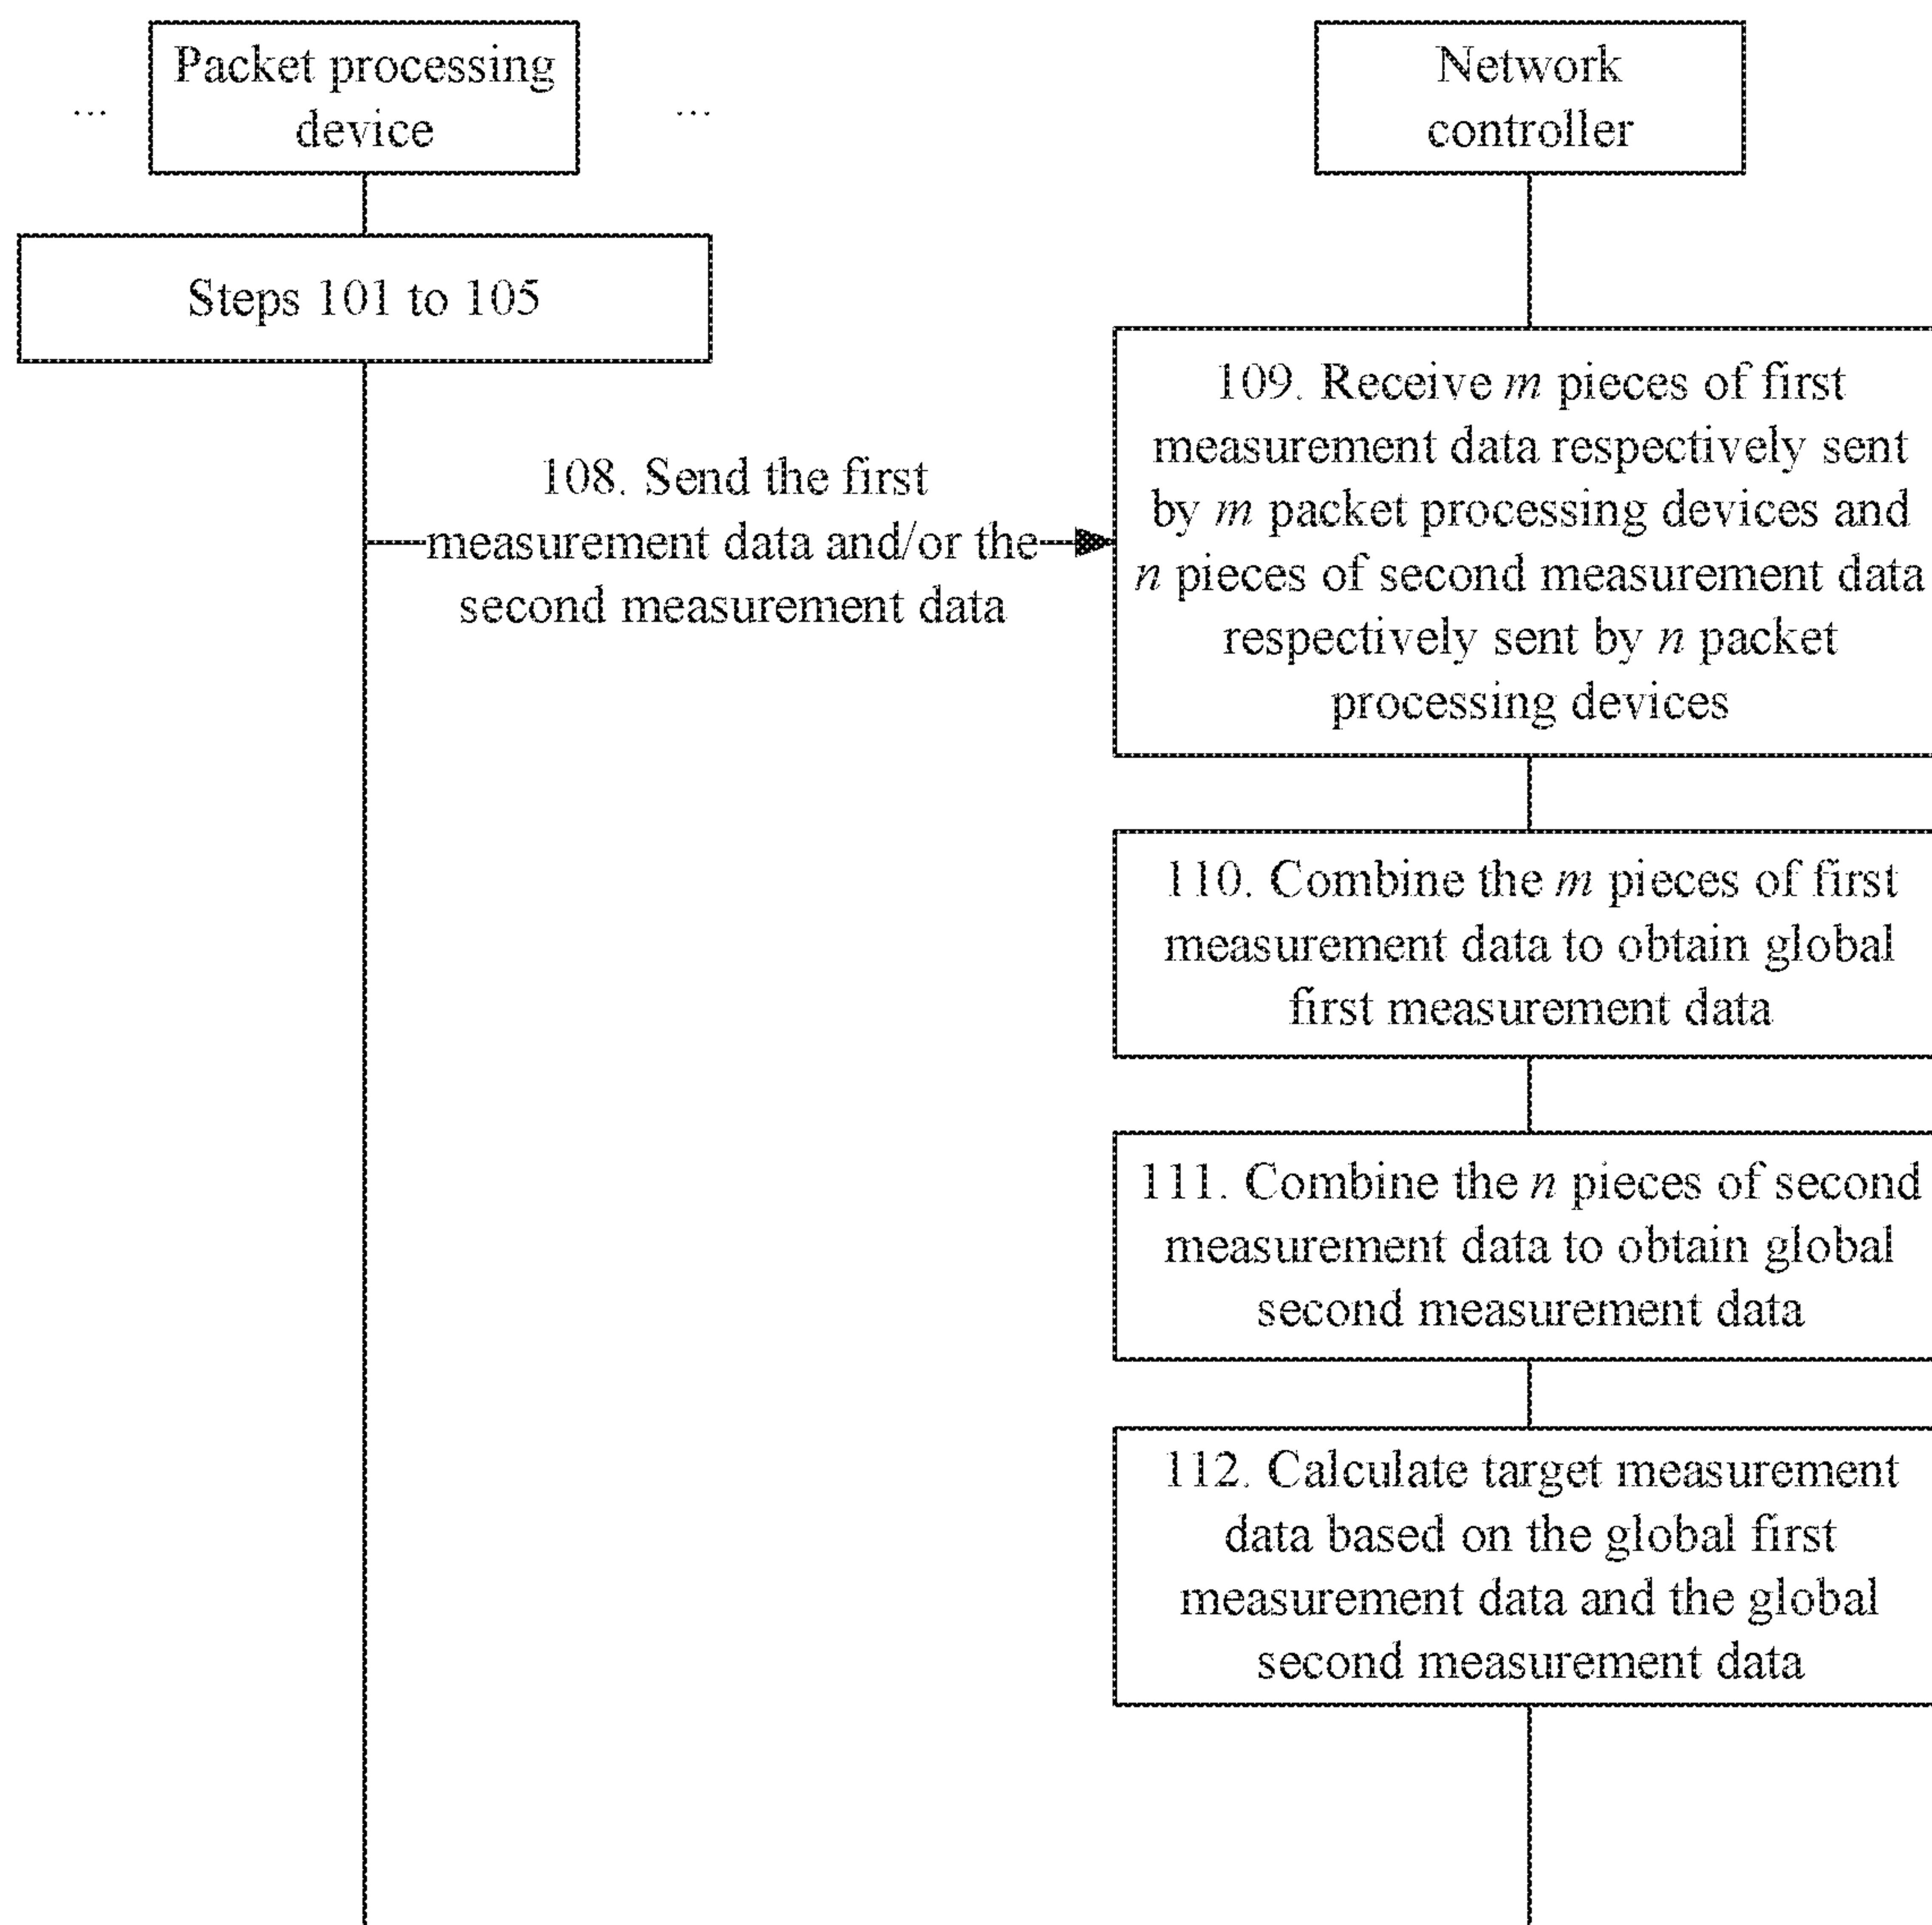 Packet processing
device
...
...
Network
controller
Steps 101 to 105
108. Send the first
measurement data and/or the
second measurement data
109. Receive m pieces of first
measurement data respectively sent
by m packet processing devices and
n pieces of second measurement data
respectively sent by n packet
processing devices
110. Combine the m pieces of first
measurement data to obtain global
first measurement data
111. Combine the n pieces of second
measurement data to obtain global
second measurement data
112. Calculate target measurement
data based on the global first
measurement data and the global
second measurement data